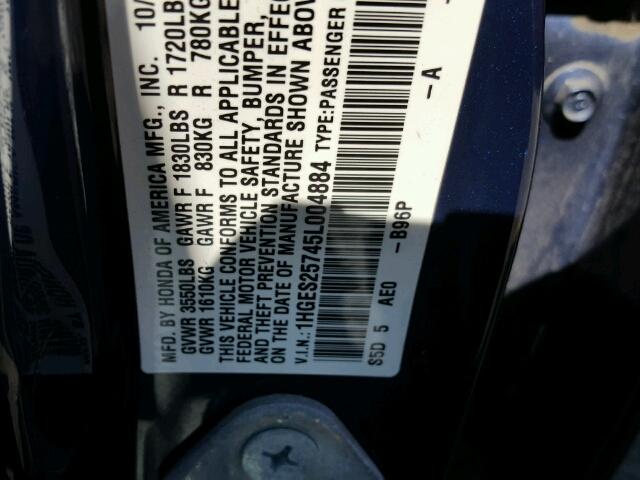 MFD. BY HONDA OF AMERICA MFG., INC. 10/
GVWR 3550LBS GAWR F 1830LBS R 1720LB
GVWR 1610KG GAWR F 830KG R 780KG
THIS VEHICLE CONFORMS TO ALL APPLICABLE
FEDERAL MOTOR VEHICLE SAFETY, BUMPER,
AND THEFT PREVENTION STANDARDS IN EFFEC
ON THE DATE OF MANUFACTURE SHOWN ABOV
V.I.N.: 1HGES25745L004884 TYPE:PASSENGER
-B96P -A
S5D 5 AE0